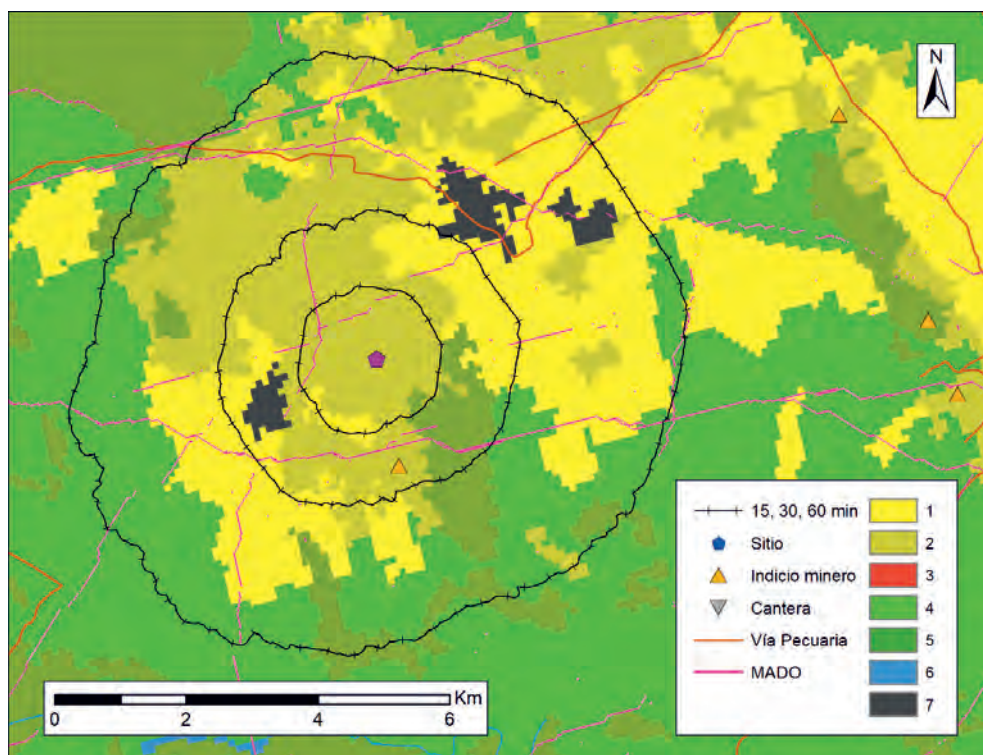 N
15, 30, 60 min
Sitio
Indicio minero
Cantera
Vía Pecuaria
MADO
1
2
3
4
5
6
7
Km
0 2 4 6